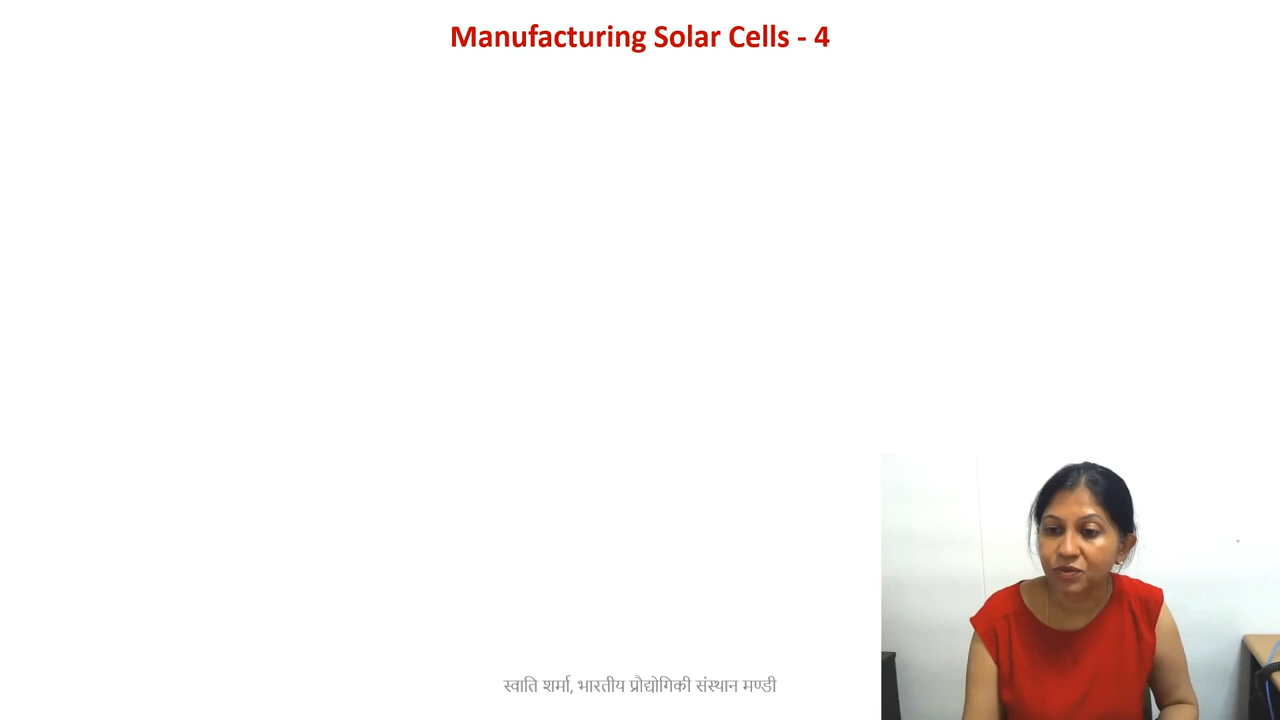 Manufacturing Solar Cells - 4
स्वाति शर्मा, भारतीय प्रौद्योगिकी संस्थान मण्डी